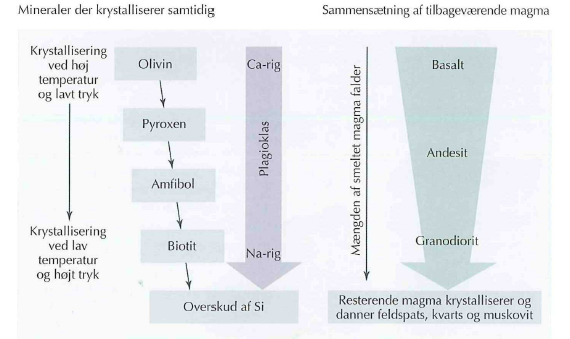 Mineraler der krystalliserer samtidig
Sammensætning af tilbageværende magma
Krystallisering
ved høj
temperatur
og lavt tryk
Krystallisering
ved lav
temperatur
og højt tryk
Olivin
Pyroxen
Amfibol
Biotit
Overskud af Si
Ca-rig
Plagioklas
Na-rig
Mængden af smeltet magma falder
Basalt
Andesit
Granodiorit
Resterende magma krystalliserer og
danner feldspats, kvarts og muskovit